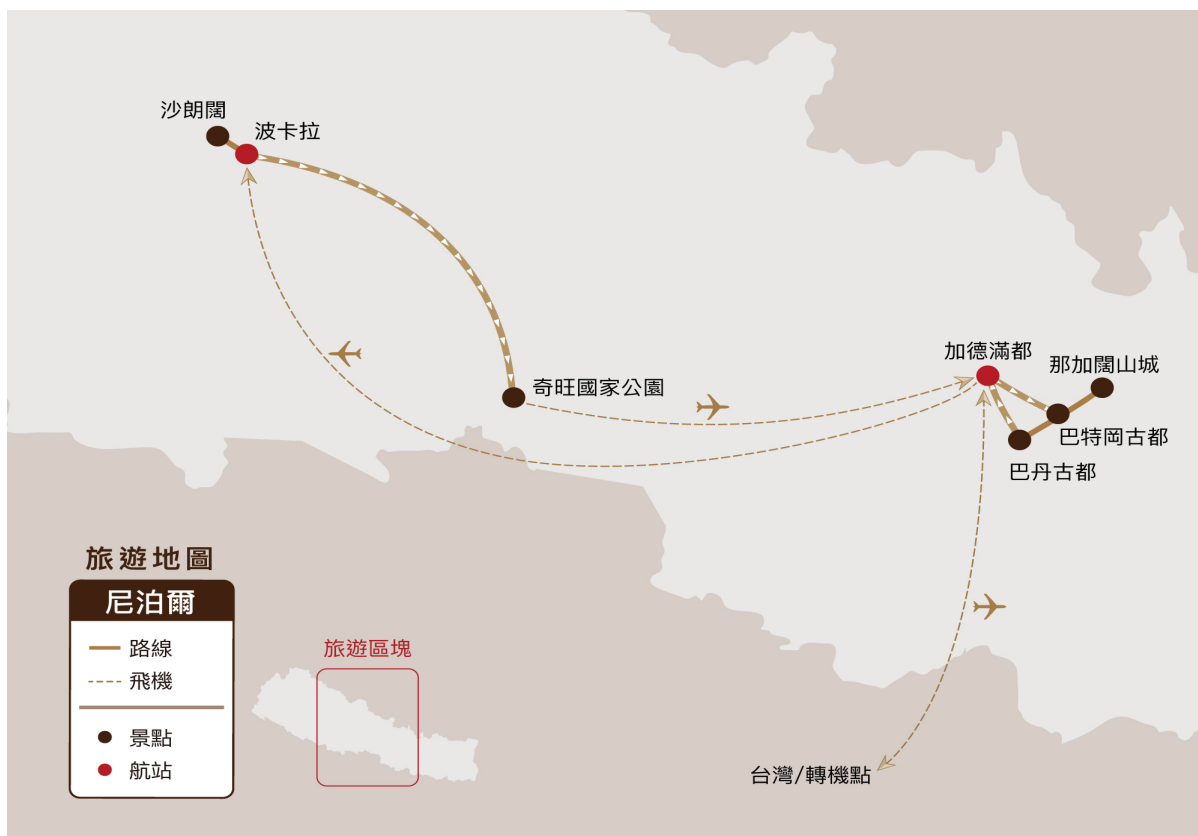 沙朗闊
波卡拉
加德滿都
那加闊山城
奇旺國家公園
巴特岡古都
巴丹古都
旅遊地圖
尼泊爾
路線
飛機
景點
航站
旅遊區塊
台灣/轉機點